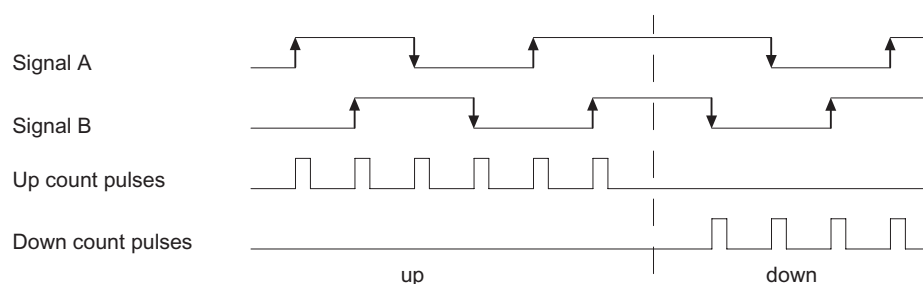 Signal A
Signal B
Up count pulses
Down count pulses
up down